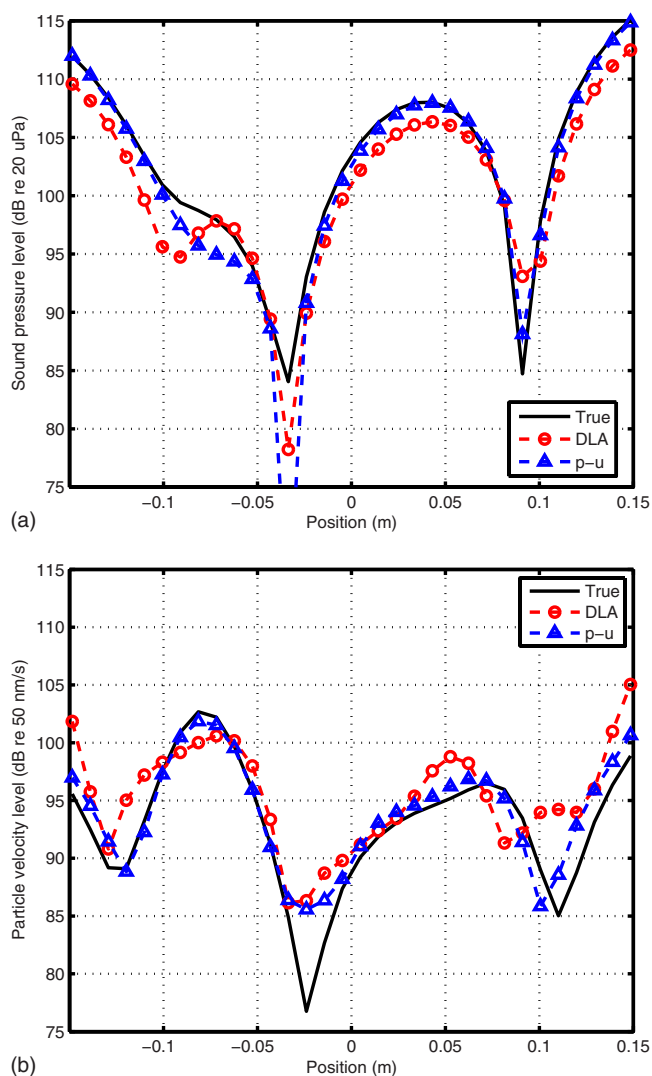 115
110
105
100
95
90
85
80
75
Sound pressure level (dB re 20 uPa)
True
DLA
p-u
-0.1
-0.05
0
0.05
0.1
0.15
Position (m)
(a)
115
110
105
100
95
90
85
80
75
Particle velocity level (dB re 50 nm/s)
True
DLA
p-u
-0.1
-0.05
0
0.05
0.1
0.15
Position (m)
(b)